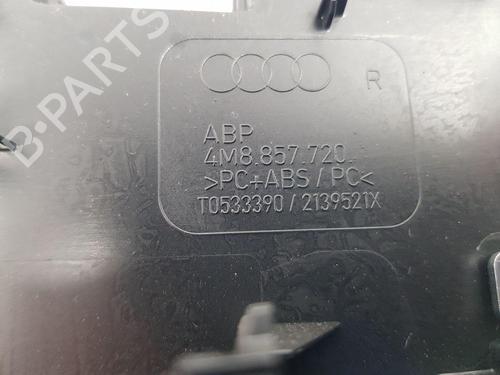 B-PARTS
R
ABP
4M8.857.720.
>PC+ABS/PC<
T0533390/2139521X